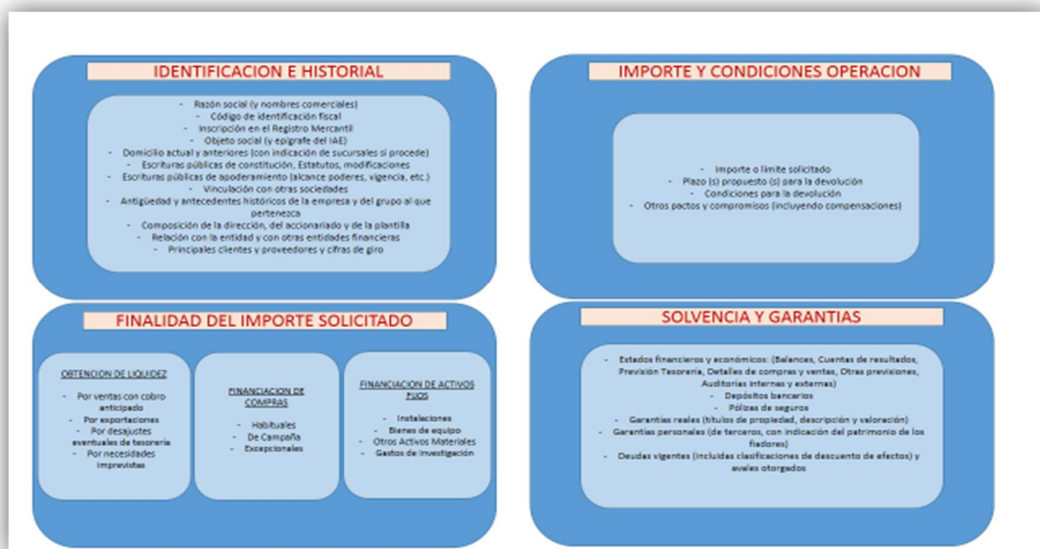 IDENTIFICACION E HISTORIAL
- Razón social (y nombres comerciales)
- Código de identificación fiscal
- Inscripción en el Registro Mercantil
- Objeto social (y epígrafe del IAE)
- Domicilio actual y anteriores (con indicación de sucursales si procede)
- Escrituras públicas de constitución, Estatutos, modificaciones
- Escrituras públicas de apoderamiento (alcance poderes, vigencia, etc.)
- Vinculación con otras sociedades
- Antigüedad y antecedentes históricos de la empresa y del grupo al que
pertenezca
- Composición de la dirección, del accionariado y de la plantilla
- Relación con la entidad y con otras entidades financieras
- Principales clientes y proveedores y cifras de giro
IMPORTE Y CONDICIONES OPERACION
- Importe o límite solicitado
- Plazo (s) propuesto (s) para la devolución
- Condiciones para la devolución
- Otros pactos y compromisos (incluyendo compensaciones)
FINALIDAD DEL IMPORTE SOLICITADO
OBTENCION DE LIQUIDEZ
- Por ventas con cobro
anticipado
- Por exportaciones
- Por desajustes
eventuales de tesorería
- Por necesidades
imprevistas
FINANCIACION DE
COMPRAS
- Habituales
- De Campaña
- Excepcionales
FINANCIACION DE ACTIVOS
FIJOS
- Instalaciones
- Bienes de equipo
- Otros Activos Materiales
- Gastos de Investigación
SOLVENCIA Y GARANTIAS
- Estados financieros y económicos: (Balances, Cuentas de resultados,
Previsión Tesorería, Detalles de compras y ventas, Otras previsiones,
Auditorias internas y externas)
- Depósitos bancarios
- Pólizas de seguros
- Garantías reales (títulos de propiedad, descripción y valoración)
- Garantías personales (de terceros, con indicación del patrimonio de los
fiadores)
- Deudas vigentes (incluidas clasificaciones de descuento de efectos) y
avales otorgados